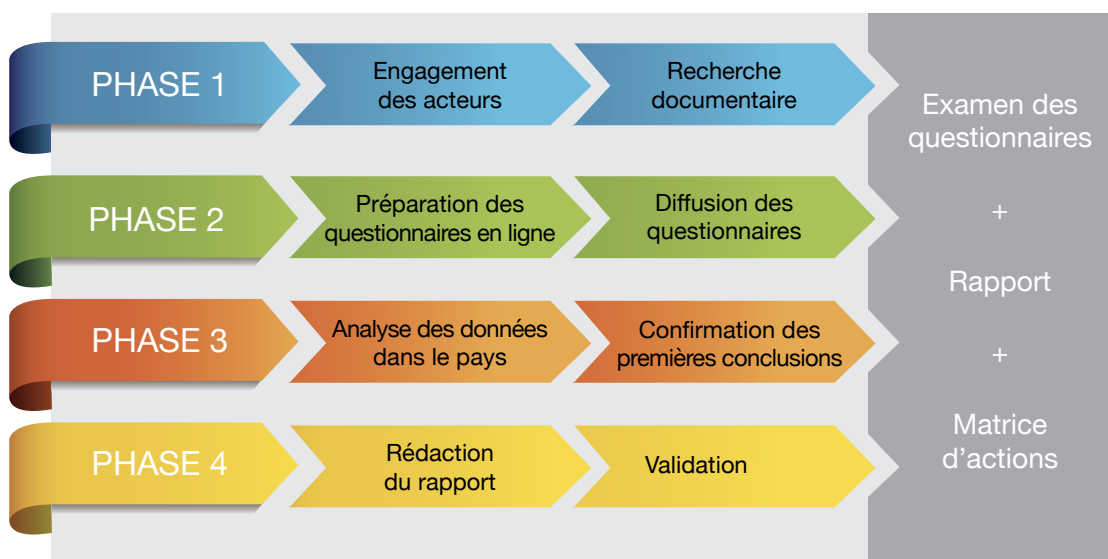 PHASE 1
Engagement
des acteurs
Recherche
documentaire
PHASE 2
Préparation des
questionnaires en ligne
Diffusion des
questionnaires
PHASE 3
Analyse des données
dans le pays
Confirmation des
premières conclusions
PHASE 4
Rédaction
du rapport
Validation
Examen des
questionnaires
+
Rapport
+
Matrice
d’actions